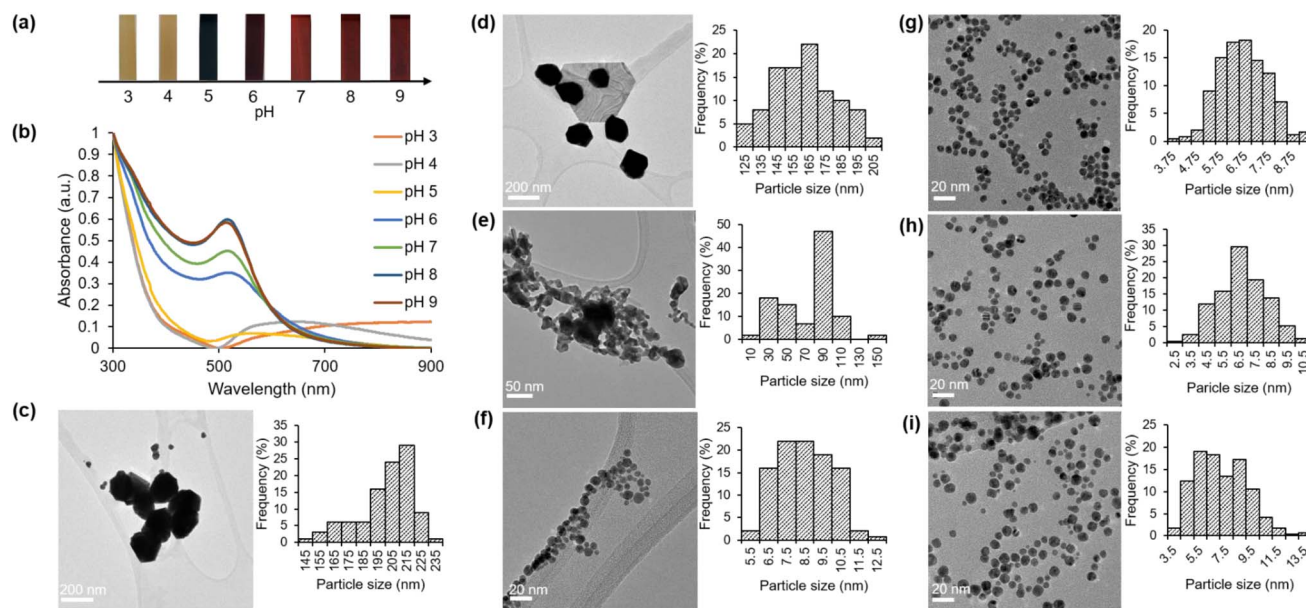 (a)
3 4 5 6 7 8 9
pH
(b)
1
0.9
0.8
0.7
0.6
0.5
0.4
0.3
0.2
0.1
0
Absorbance (a.u.)
300 500 700 900
Wavelength (nm)
pH 3
pH 4
pH 5
pH 6
pH 7
pH 8
pH 9
(c)
200 nm
35
30
25
20
15
10
5
0
Frequency (%)
145 155 165 175 185 195 205 215 225 235
Particle size (nm)
(d)
200 nm
25
20
15
10
5
0
Frequency (%)
125 135 145 155 165 175 185 195 205
Particle size (nm)
(e)
50 nm
50
40
30
20
10
0
Frequency (%)
10 30 50 70 90 110 130 150
Particle size (nm)
(f)
20 nm
25
20
15
10
5
0
Frequency (%)
5.5 6.5 7.5 8.5 9.5 10.5 11.5 12.5
Particle size (nm)
(g)
20 nm
20
15
10
5
0
Frequency (%)
3.75 4.75 5.75 6.75 7.75 8.75
Particle size (nm)
(h)
20 nm
35
30
25
20
15
10
5
0
Frequency (%)
2.5 3.5 4.5 5.5 6.5 7.5 8.5 9.5 10.5
Paricle size (nm)
(i)
20 nm
25
20
15
10
5
0
Frequency (%)
3.5 5.5 7.5 9.5 11.5 13.5
Particle size (nm)